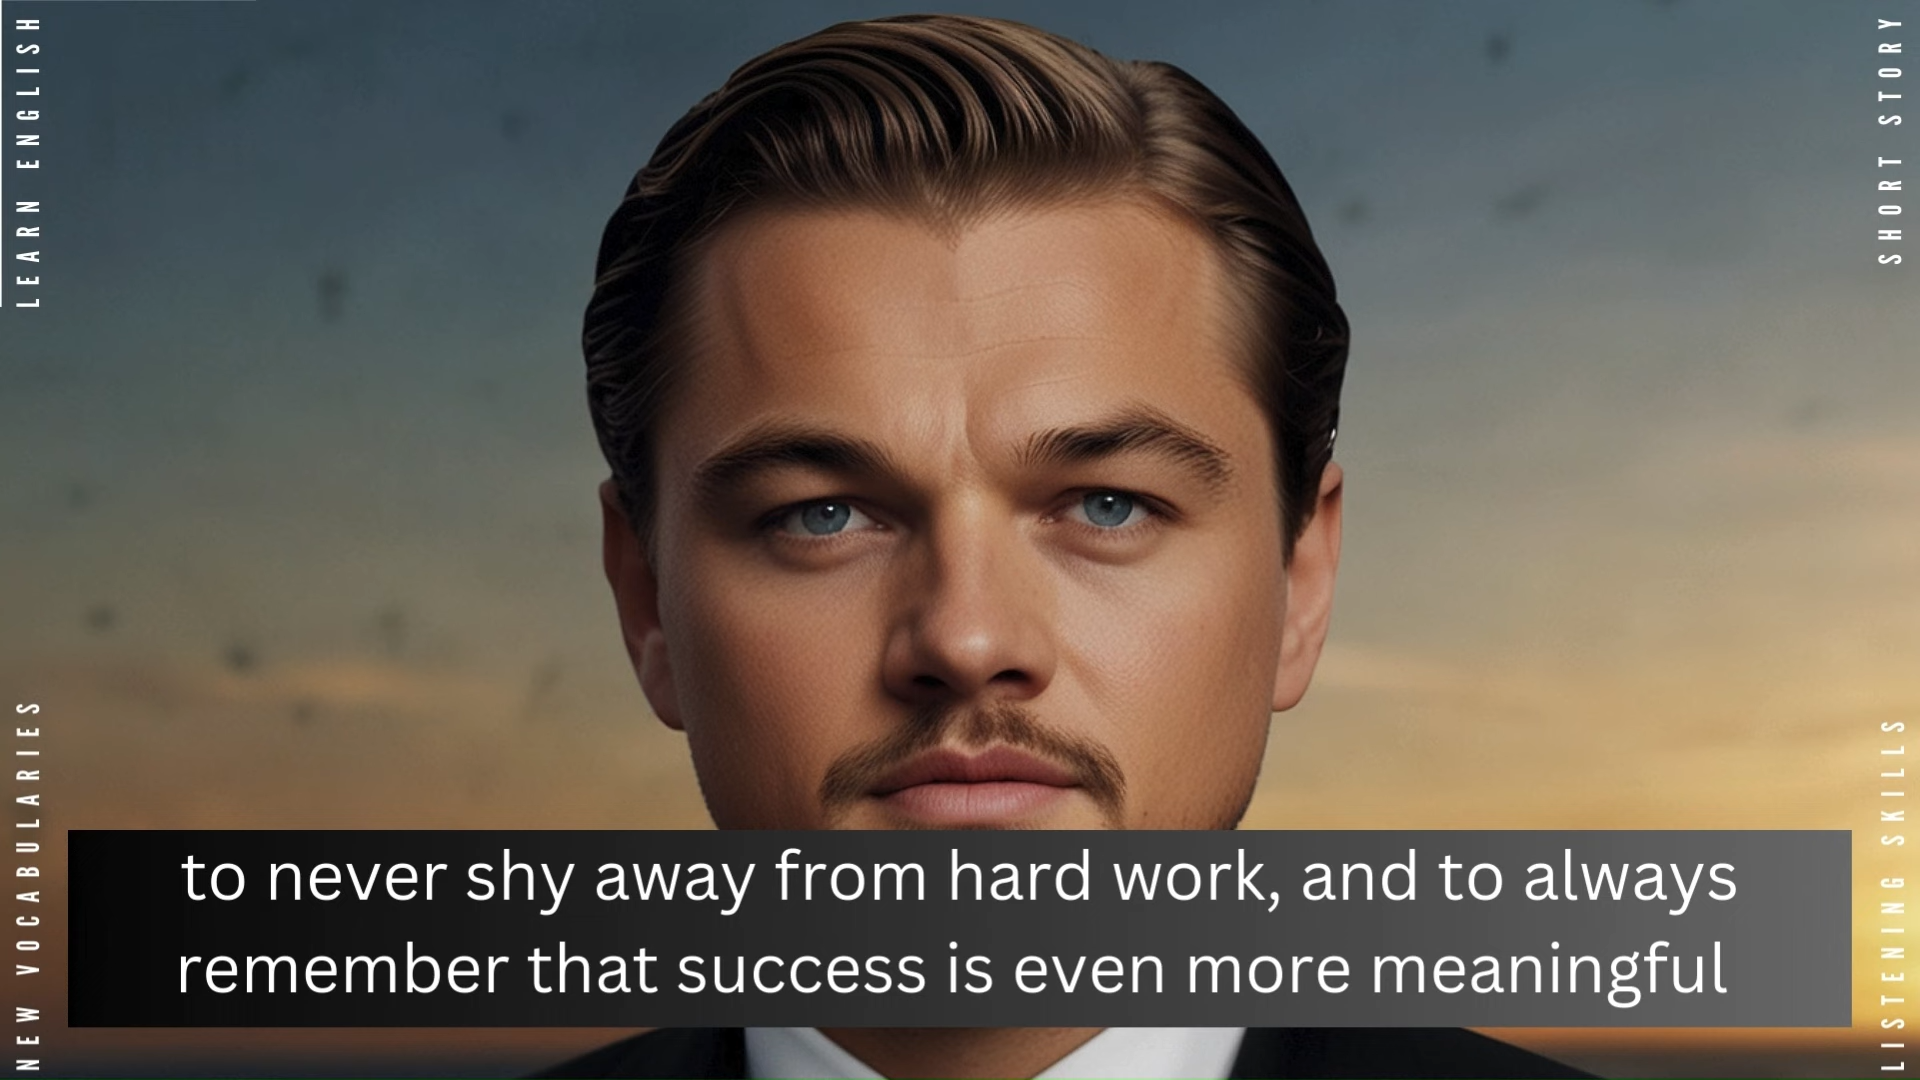 LEARN ENGLISH
SHORT STORY
NEW VOCABULARIES
LISTENING SKILLS
to never shy away from hard work, and to always
remember that success is even more meaningful